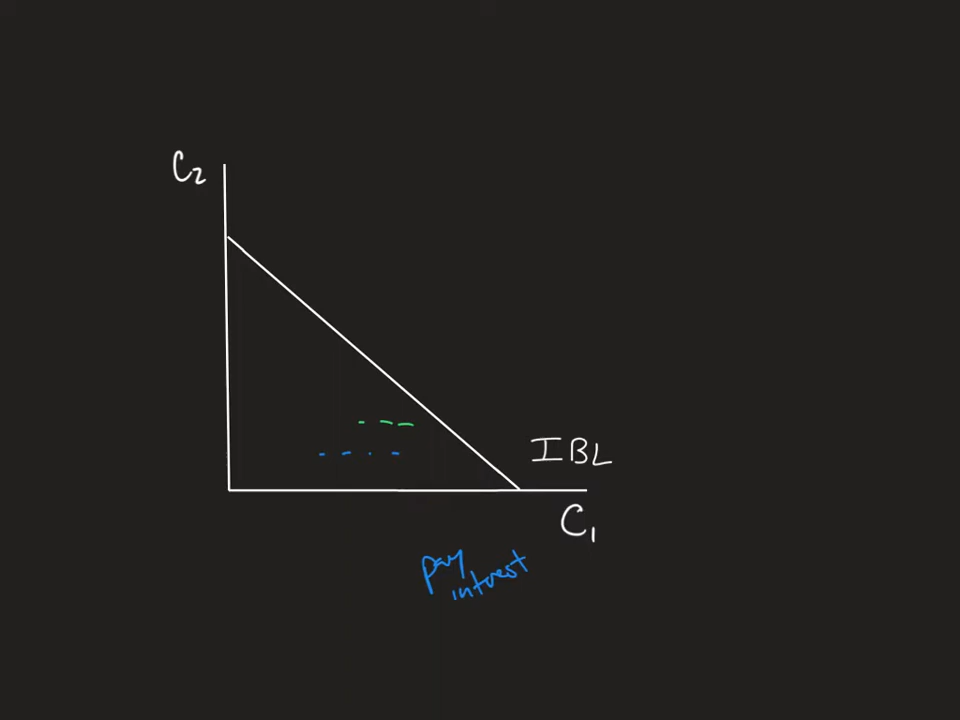 C₂
IBL
C₁
pay
interest